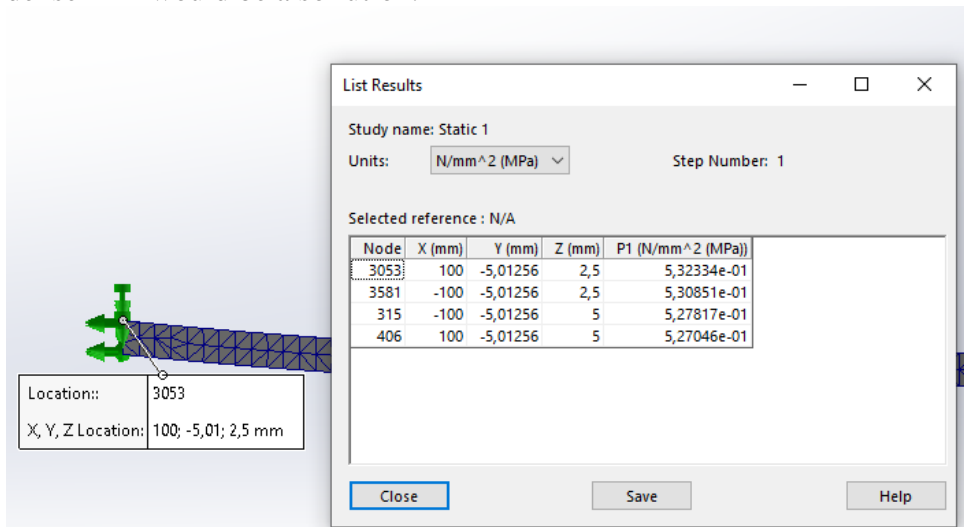 List Results
Study name: Static 1
Units: N/mm^2 (MPa) Step Number: 1
Selected reference : N/A
Node X (mm) Y (mm) Z (mm) P1 (N/mm^2 (MPa))
3053 100 -5,01256 2,5 5,32334e-01
3581 -100 -5,01256 2,5 5,30851e-01
315 -100 -5,01256 5 5,27817e-01
406 100 -5,01256 5 5,27046e-01
Location:: 3053
X, Y, Z Location: 100; -5,01; 2,5 mm
Close Save Help